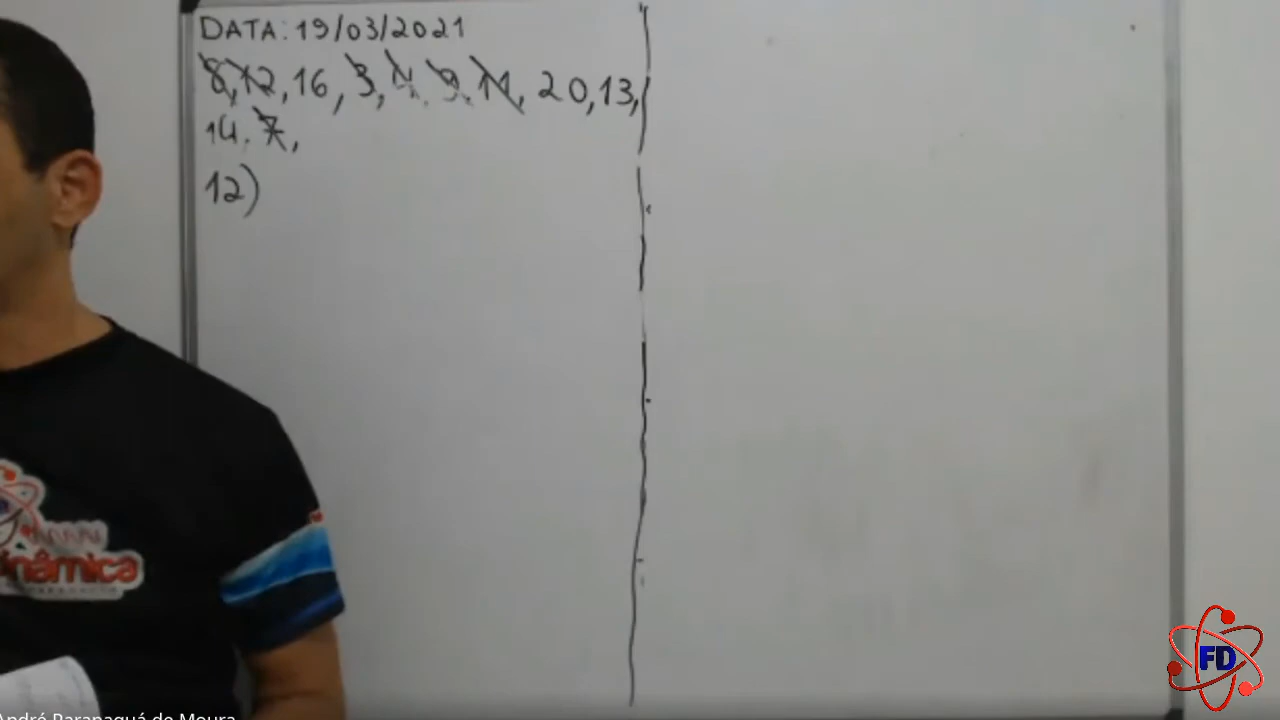 DATA: 19/03/2021
8, 12, 16, 3, 4, 9, 11, 20, 13,
14, 7,
12)
inâmica
FD
André Paranaguá de Moura